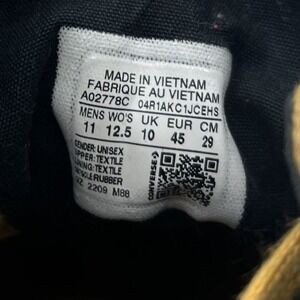 MADE IN VIETNAM
FABRIQUE AU VIETNAM
A02778C 04R1AKC1JCEHS
MENS WO'S UK EUR CM
11 12.5 10 45 29
GENDER: UNISEX
UPPER: TEXTILE
LINING: TEXTILE
SOLE: RUBBER
2209 M88
CONVERSE